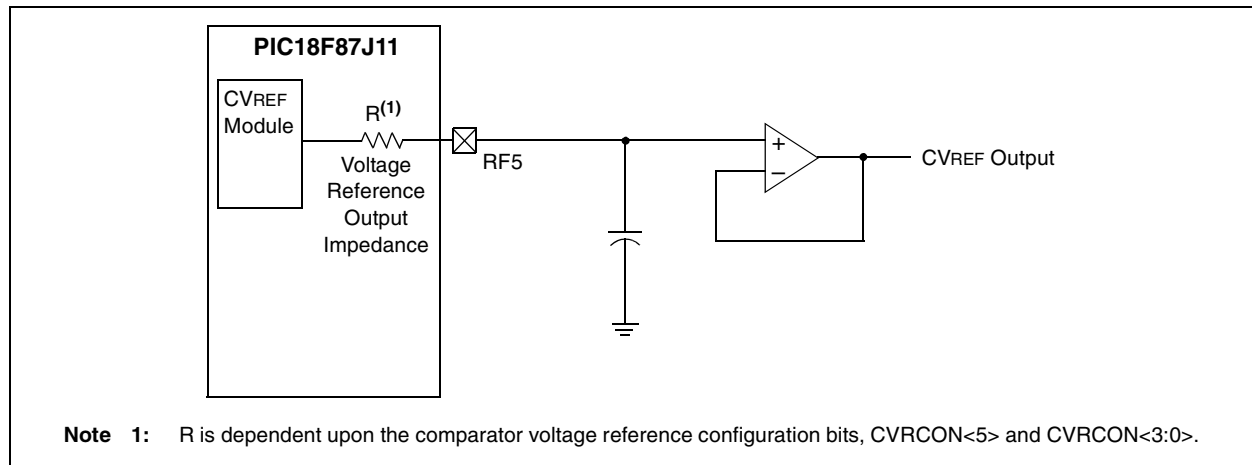 PIC18F87J11
CVREF
Module
R(1)
Voltage
Reference
Output
Impedance
RF5
+
–
CVREF Output
Note 1: R is dependent upon the comparator voltage reference configuration bits, CVRCON<5> and CVRCON<3:0>.